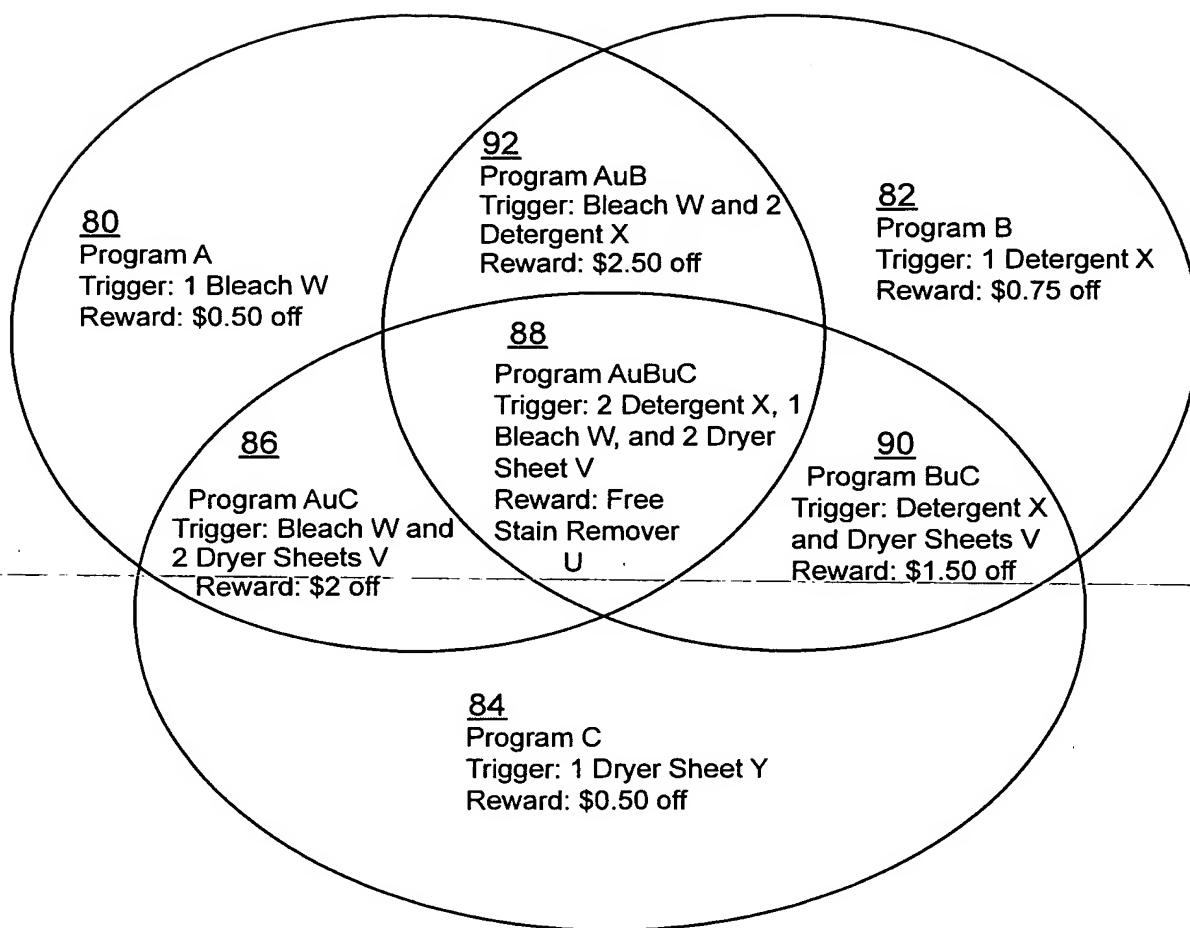 92
Program AuB
Trigger: Bleach W and 2
Detergent X
Reward: $2.50 off
80
Program A
Trigger: 1 Bleach W
Reward: $0.50 off
82
Program B
Trigger: 1 Detergent X
Reward: $0.75 off
88
Program AuBuC
Trigger: 2 Detergent X, 1
Bleach W, and 2 Dryer
Sheet V
Reward: Free
Stain Remover
U
86
Program AuC
Trigger: Bleach W and
2 Dryer Sheets V
Reward: $2 off
90
Program BuC
Trigger: Detergent X
and Dryer Sheets V
Reward: $1.50 off
84
Program C
Trigger: 1 Dryer Sheet Y
Reward: $0.50 off